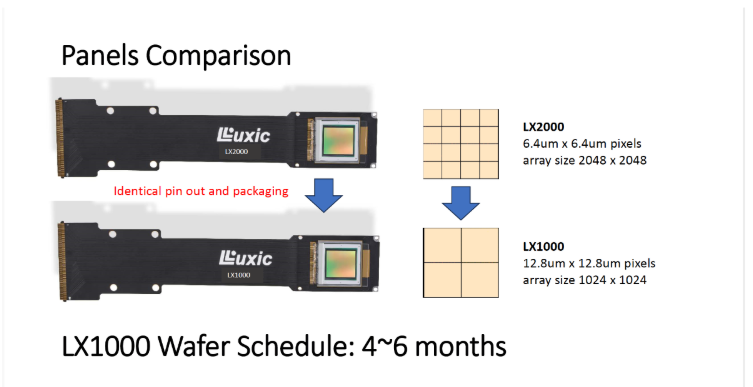 Panels Comparison
Luxic
LX2000
LX2000
6.4um x 6.4um pixels
array size 2048 x 2048
Identical pin out and packaging
Luxic
LX1000
LX1000
12.8um x 12.8um pixels
array size 1024 x 1024
LX1000 Wafer Schedule: 4~6 months